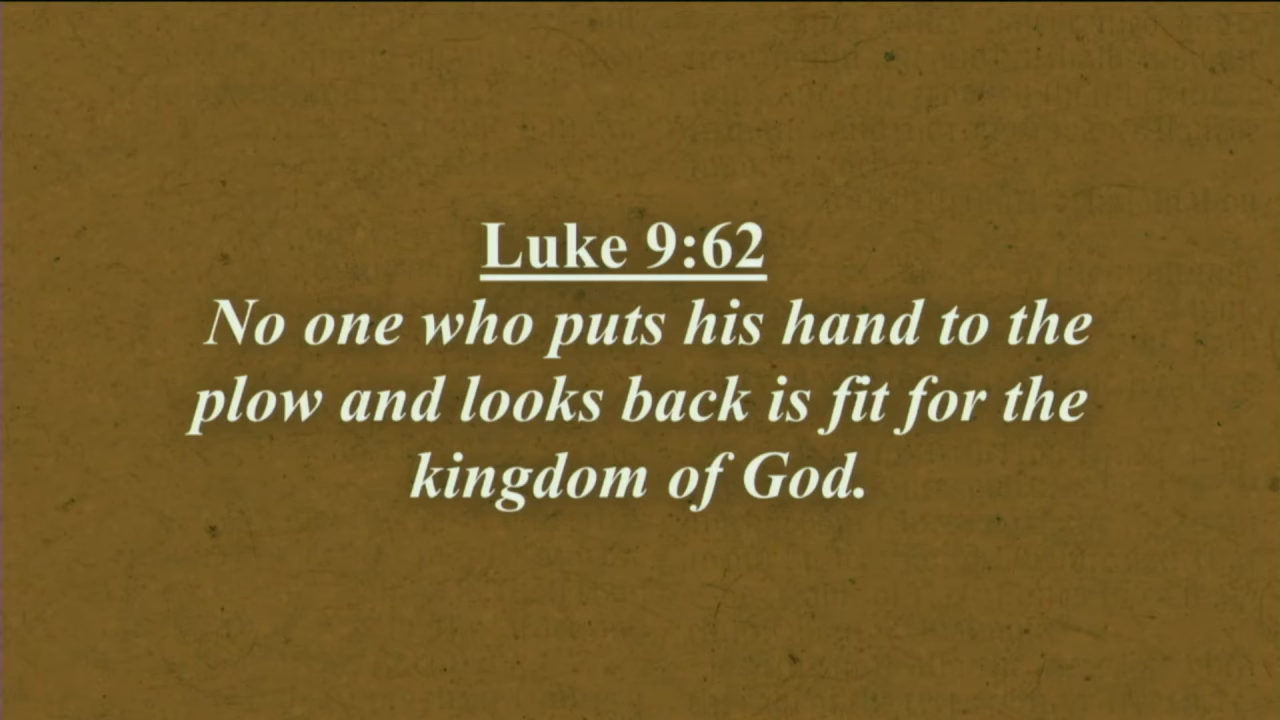 Luke 9:62
No one who puts his hand to the
plow and looks back is fit for the
kingdom of God.